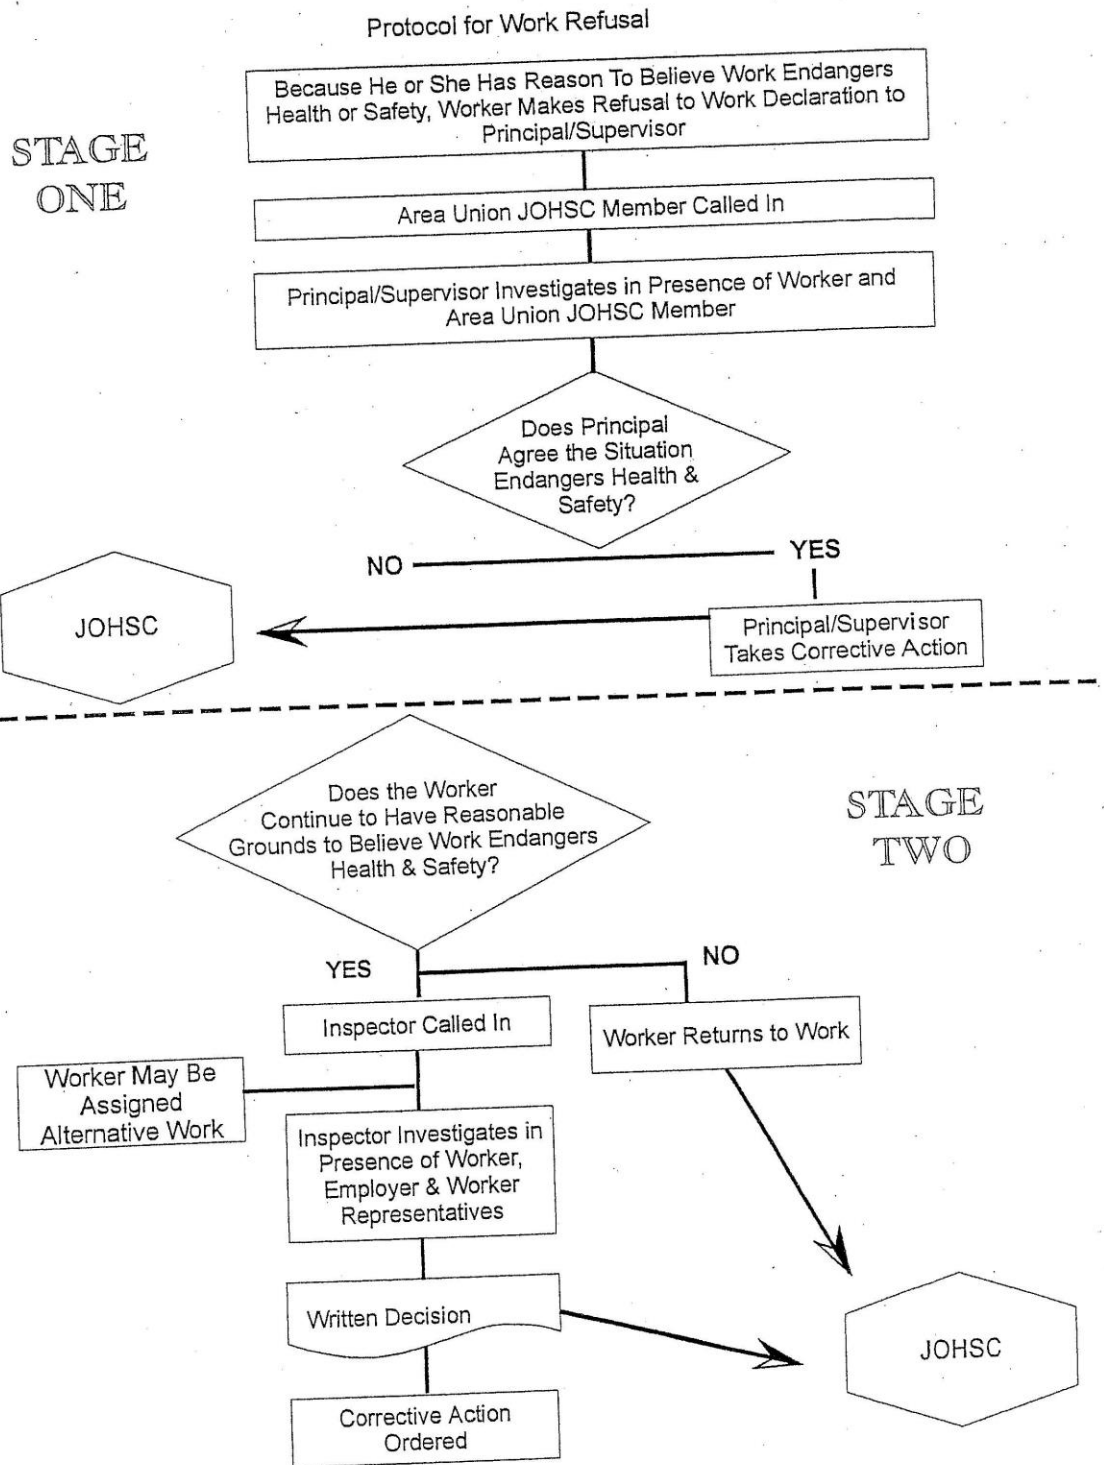 Protocol for Work Refusal
Because He or She Has Reason To Believe Work Endangers
Health or Safety, Worker Makes Refusal to Work Declaration to
Principal/Supervisor
STAGE
ONE
Area Union JOHSC Member Called In
Principal/Supervisor Investigates in Presence of Worker and
Area Union JOHSC Member
Does Principal
Agree the Situation
Endangers Health &
Safety?
NO
YES
JOHSC
Principal/Supervisor
Takes Corrective Action
Does the Worker
Continue to Have Reasonable
Grounds to Believe Work Endangers
Health & Safety?
STAGE
TWO
YES
NO
Inspector Called In
Worker Returns to Work
Worker May Be
Assigned
Alternative Work
Inspector Investigates in
Presence of Worker,
Employer & Worker
Representatives
Written Decision
JOHSC
Corrective Action
Ordered